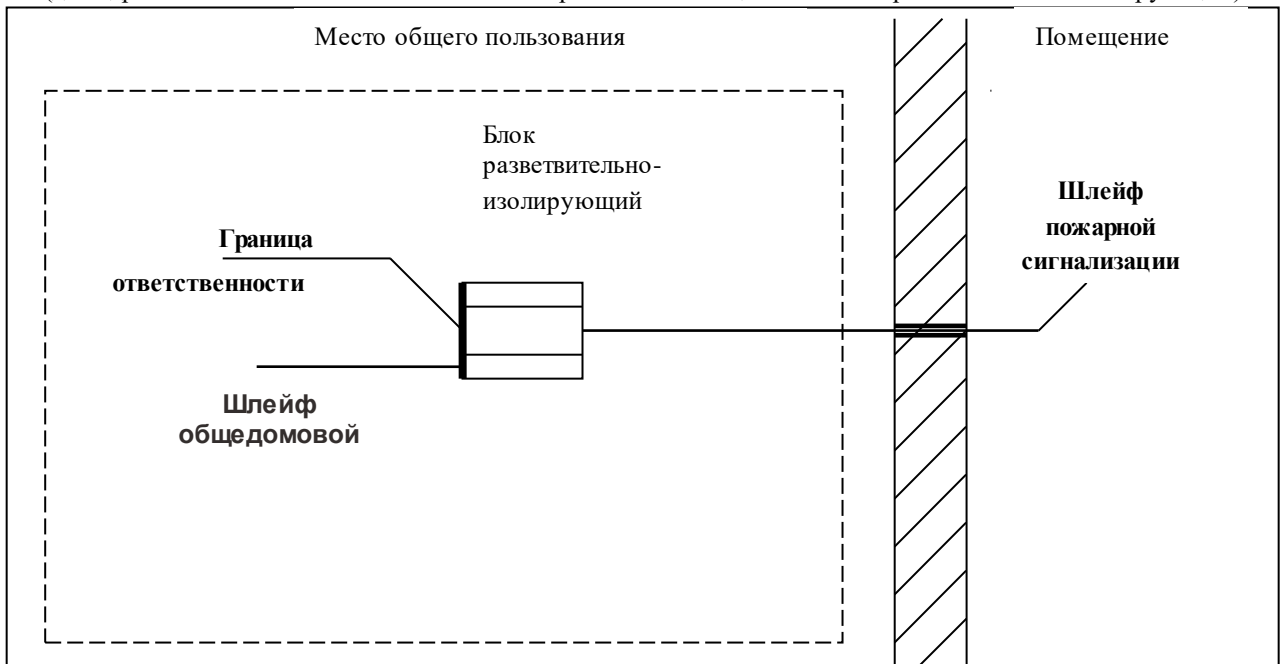 Место общего пользования
Помещение
Блок
разветвительно-
изолирующий
Шлейф
пожарной
сигнализации
Граница
ответственности
Шлейф
общедомовой